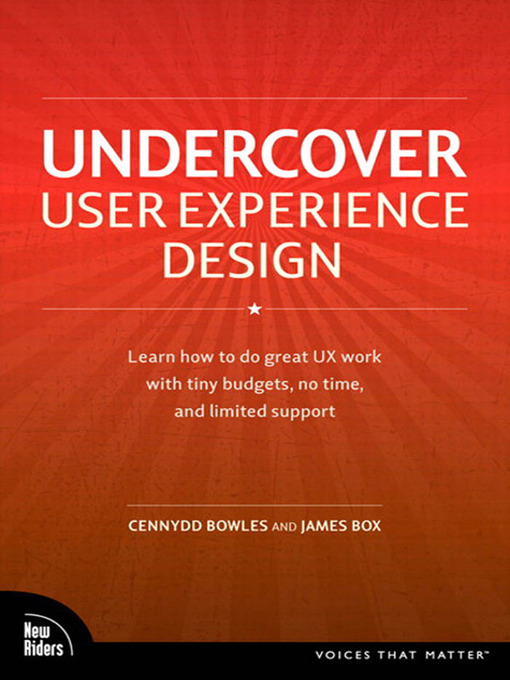 UNDERCOVER
USER EXPERIENCE
DESIGN
Learn how to do great UX work
with tiny budgets, no time,
and limited support
CENNYDD BOWLES AND JAMES BOX
New
Riders
VOICES THAT MATTER™